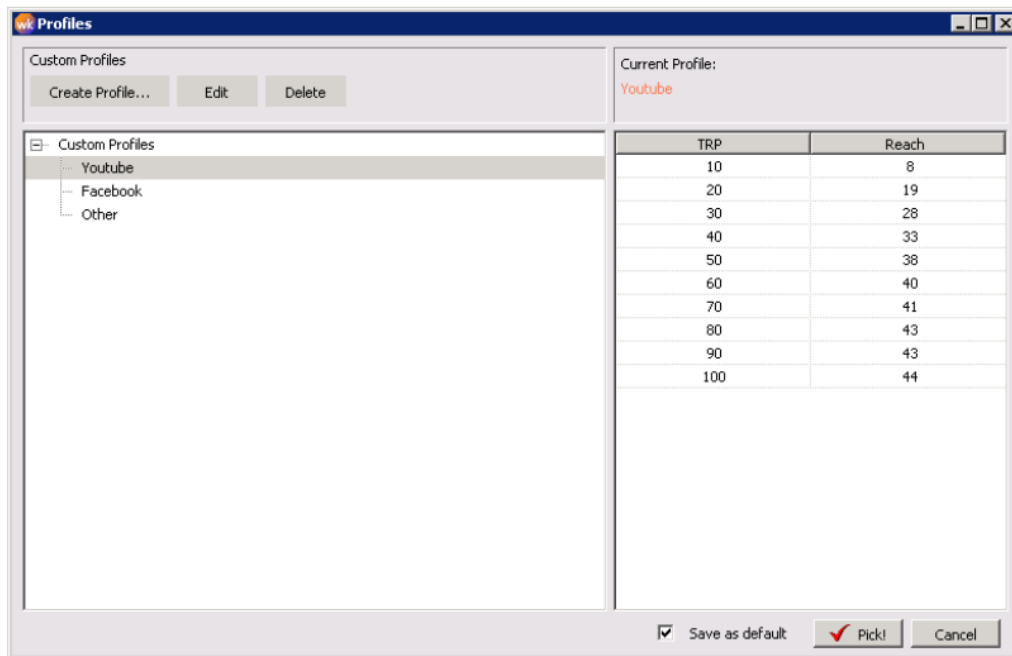 wk Profiles
Custom Profiles
Create Profile... Edit Delete
Current Profile:
Youtube
Custom Profiles
Youtube
Facebook
Other
TRP Reach
10 8
20 19
30 28
40 33
50 38
60 40
70 41
80 43
90 43
100 44
Save as default Pick! Cancel